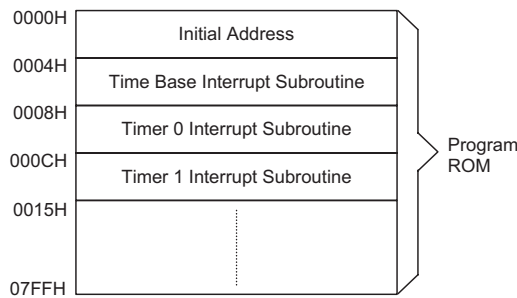 0000H
Initial Address
0004H
Time Base Interrupt Subroutine
0008H
Timer 0 Interrupt Subroutine
000CH
Timer 1 Interrupt Subroutine
Program
ROM
0015H
07FFH